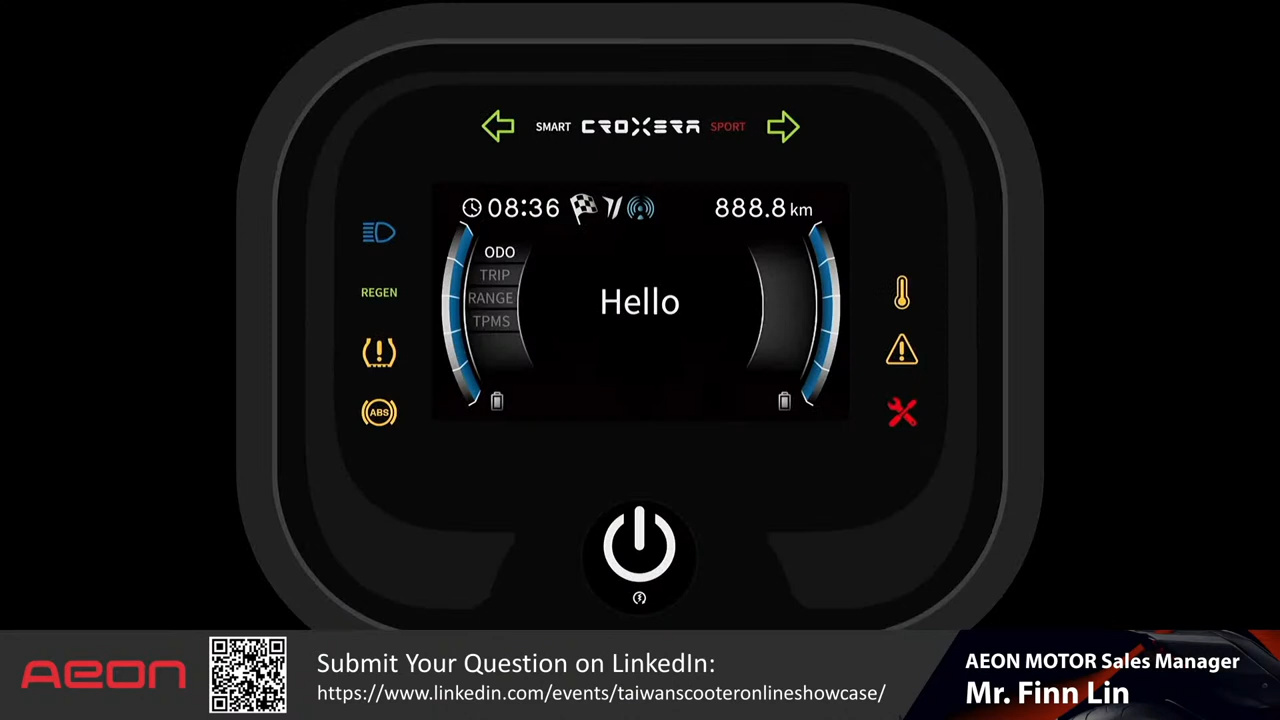 SMART CROXERA SPORT
08:36 888.8 km
ODO
TRIP
RANGE
TPMS
Hello
REGEN
ABS
AEON
Submit Your Question on LinkedIn:
https://www.linkedin.com/events/taiwanscooteronlineshowcase/
AEON MOTOR Sales Manager
Mr. Finn Lin